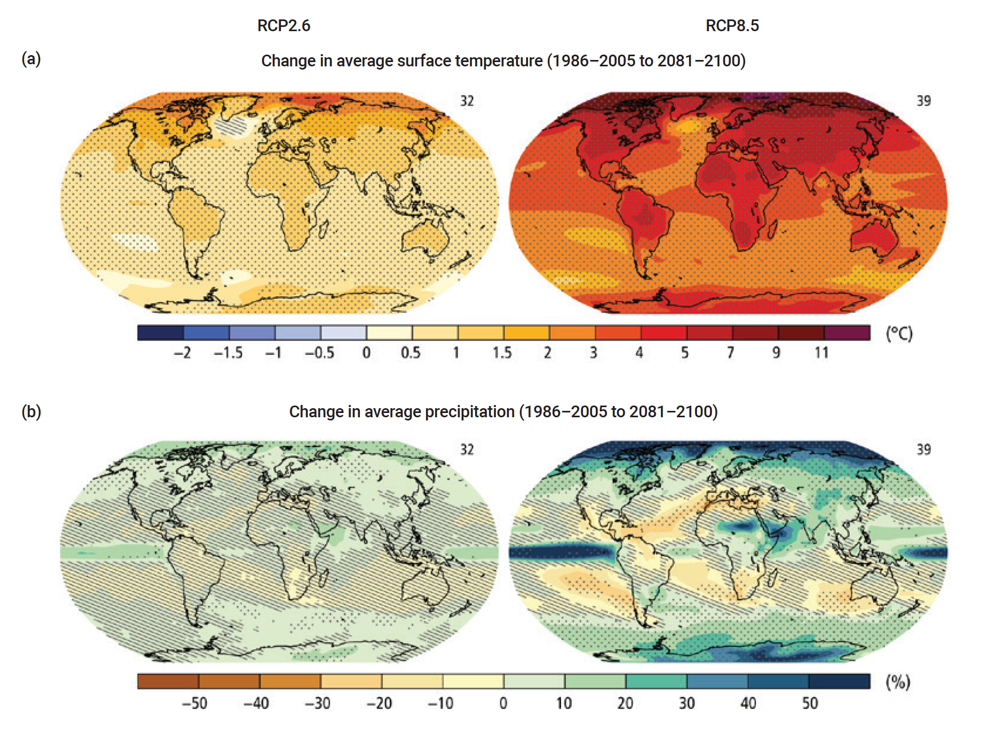 RCP2.6 RCP8.5
(a) Change in average surface temperature (1986–2005 to 2081–2100)
32 39
−2 −1.5 −1 −0.5 0 0.5 1 1.5 2 3 4 5 7 9 11 (°C)
(b) Change in average precipitation (1986–2005 to 2081–2100)
32 39
−50 −40 −30 −20 −10 0 10 20 30 40 50 (%)